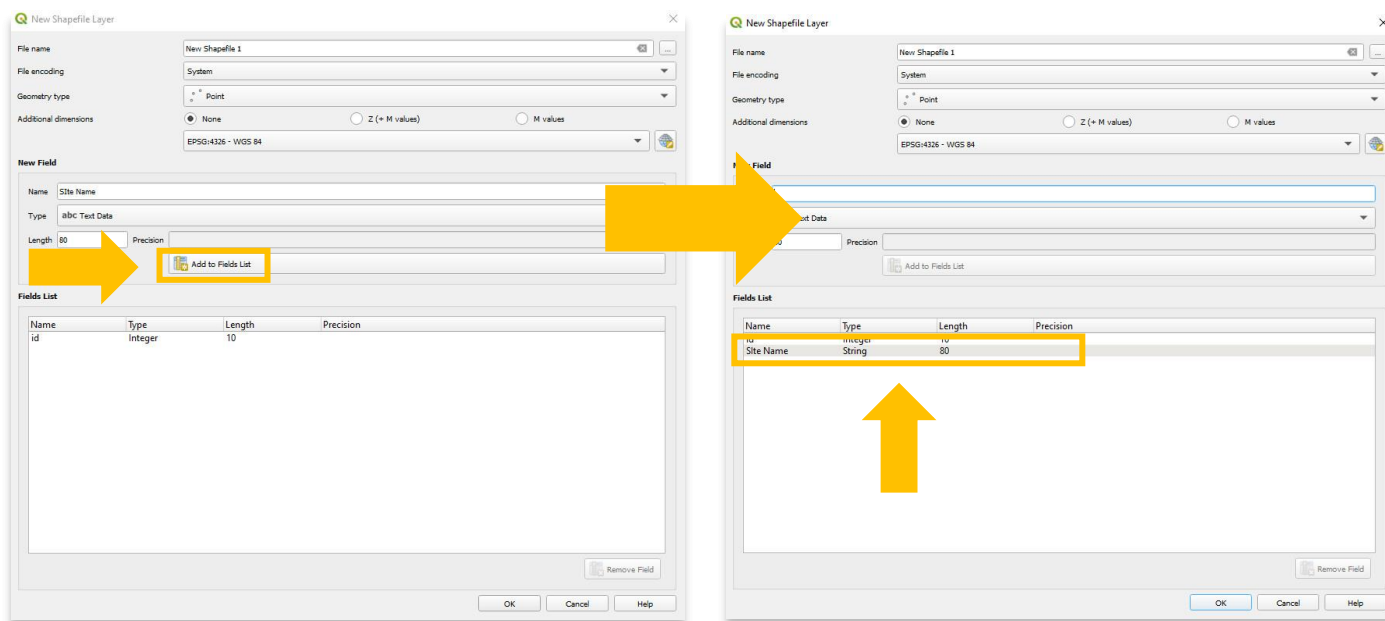 New Shapefile Layer
File name New Shapefile 1 ...
File encoding System
Geometry type Point
Additional dimensions None Z (+ M values) M values
EPSG:4326 - WGS 84
New Field
Name SIte Name
Type abc Text Data
Length 80 Precision
Add to Fields List
Fields List
Name Type Length Precision
id Integer 10
Remove Field
OK Cancel Help
New Shapefile Layer
File name New Shapefile 1 ...
File encoding System
Geometry type Point
Additional dimensions None Z (+ M values) M values
EPSG:4326 - WGS 84
Field
Data
Precision
Add to Fields List
Fields List
Name Type Length Precision
id Integer 10
SIte Name String 80
Remove Field
OK Cancel Help